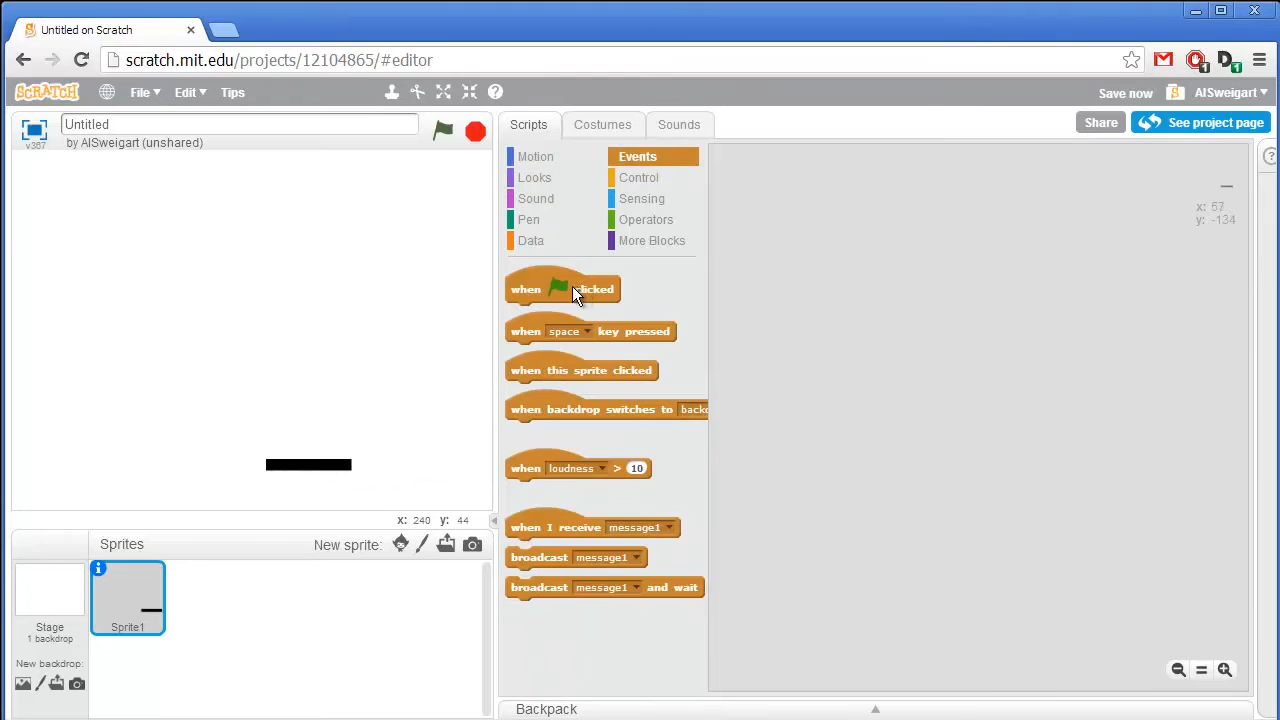 Untitled on Scratch
scratch.mit.edu/projects/12104865/#editor
1
D 1
SCRATCH
File Edit Tips
Save now
AlSweigart
Untitled
by AlSweigart (unshared)
v387
Scripts Costumes Sounds
Share
See project page
Motion
Looks
Sound
Pen
Data
Events
Control
Sensing
Operators
More Blocks
when clicked
when space key pressed
when this sprite clicked
when backdrop switches to
when loudness > 10
when I receive message1
broadcast message1
broadcast message1 and wait
x: 57
y: -134
x: 240 y: 44
Sprites
New sprite:
Stage
1 backdrop
New backdrop:
Sprite1
Backpack